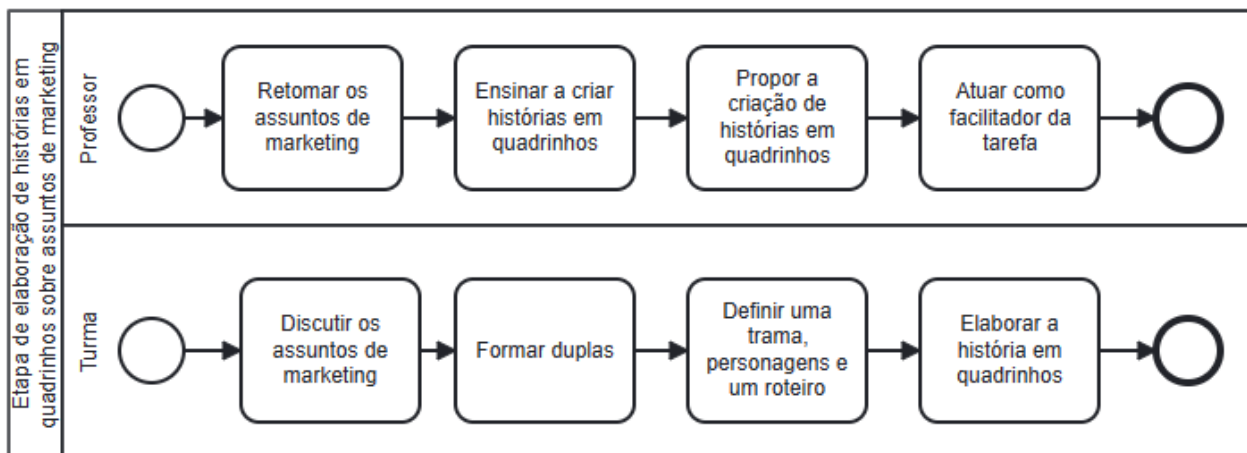 Etapa de elaboração de histórias em
quadrinhos sobre assuntos de marketing
Professor
Retomar os
assuntos de
marketing
Ensinar a criar
histórias em
quadrinhos
Propor a
criação de
histórias em
quadrinhos
Atuar como
facilitador da
tarefa
Turma
Discutir os
assuntos de
marketing
Formar duplas
Definir uma
trama,
personagens e
um roteiro
Elaborar a
história em
quadrinhos